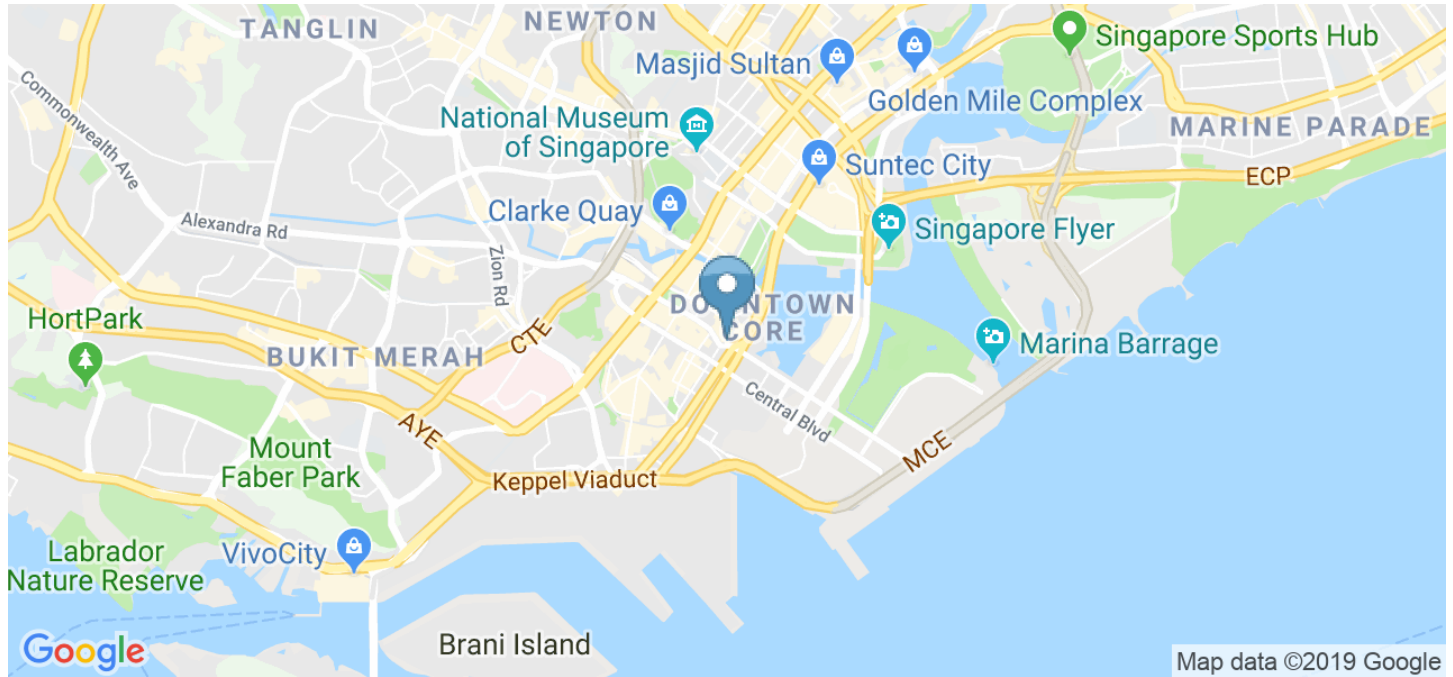 TANGLIN
NEWTON
Singapore Sports Hub
Masjid Sultan
Golden Mile Complex
Commonwealth Ave
National Museum
of Singapore
MARINE PARADE
Suntec City
ECP
Clarke Quay
Alexandra Rd
Singapore Flyer
Zion Rd
DOWNTOWN
CORE
HortPark
CTE
BUKIT MERAH
Marina Barrage
Central Blvd
AYE
Mount
Faber Park
MCE
Keppel Viaduct
VivoCity
Labrador
Nature Reserve
Brani Island
Google
Map data ©2019 Google